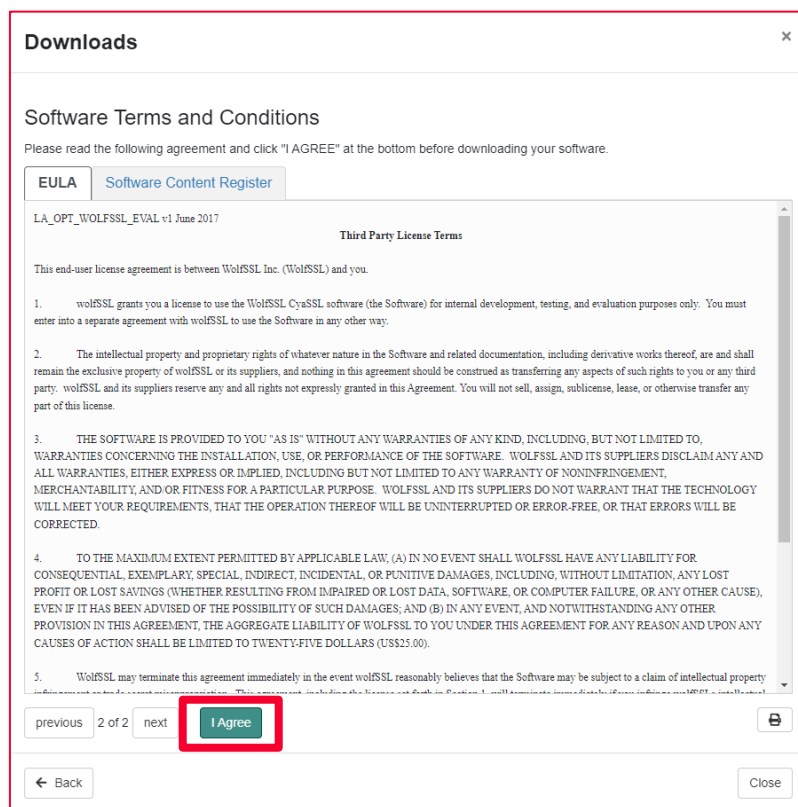 Downloads
×
Software Terms and Conditions
Please read the following agreement and click "I AGREE" at the bottom before downloading your software.
EULA Software Content Register
LA_OPT_WOLFSSL_EVAL v1 June 2017
Third Party License Terms
This end-user license agreement is between WolfSSL Inc. (WolfSSL) and you.
1. wolfSSL grants you a license to use the WolfSSL CyaSSL software (the Software) for internal development, testing, and evaluation purposes only. You must
enter into a separate agreement with wolfSSL to use the Software in any other way.
2. The intellectual property and proprietary rights of whatever nature in the Software and related documentation, including derivative works thereof, are and shall
remain the exclusive property of wolfSSL or its suppliers, and nothing in this agreement should be construed as transferring any aspects of such rights to you or any third
party. wolfSSL and its suppliers reserve any and all rights not expressly granted in this Agreement. You will not sell, assign, sublicense, lease, or otherwise transfer any
part of this license.
3. THE SOFTWARE IS PROVIDED TO YOU "AS IS" WITHOUT ANY WARRANTIES OF ANY KIND, INCLUDING, BUT NOT LIMITED TO,
WARRANTIES CONCERNING THE INSTALLATION, USE, OR PERFORMANCE OF THE SOFTWARE. WOLFSSL AND ITS SUPPLIERS DISCLAIM ANY AND
ALL WARRANTIES, EITHER EXPRESS OR IMPLIED, INCLUDING BUT NOT LIMITED TO ANY WARRANTY OF NONINFRINGEMENT,
MERCHANTABILITY, AND/OR FITNESS FOR A PARTICULAR PURPOSE. WOLFSSL AND ITS SUPPLIERS DO NOT WARRANT THAT THE TECHNOLOGY
WILL MEET YOUR REQUIREMENTS, THAT THE OPERATION THEREOF WILL BE UNINTERRUPTED OR ERROR-FREE, OR THAT ERRORS WILL BE
CORRECTED.
4. TO THE MAXIMUM EXTENT PERMITTED BY APPLICABLE LAW, (A) IN NO EVENT SHALL WOLFSSL HAVE ANY LIABILITY FOR
CONSEQUENTIAL, EXEMPLARY, SPECIAL, INDIRECT, INCIDENTAL, OR PUNITIVE DAMAGES, INCLUDING, WITHOUT LIMITATION, ANY LOST
PROFIT OR LOST SAVINGS (WHETHER RESULTING FROM IMPAIRED OR LOST DATA, SOFTWARE, OR COMPUTER FAILURE, OR ANY OTHER CAUSE),
EVEN IF IT HAS BEEN ADVISED OF THE POSSIBILITY OF SUCH DAMAGES; AND (B) IN ANY EVENT, AND NOTWITHSTANDING ANY OTHER
PROVISION IN THIS AGREEMENT, THE AGGREGATE LIABILITY OF WOLFSSL TO YOU UNDER THIS AGREEMENT FOR ANY REASON AND UPON ANY
CAUSES OF ACTION SHALL BE LIMITED TO TWENTY-FIVE DOLLARS (US$25.00).
5. WolfSSL may terminate this agreement immediately in the event wolfSSL reasonably believes that the Software may be subject to a claim of intellectual property
previous 2 of 2 next I Agree
← Back Close